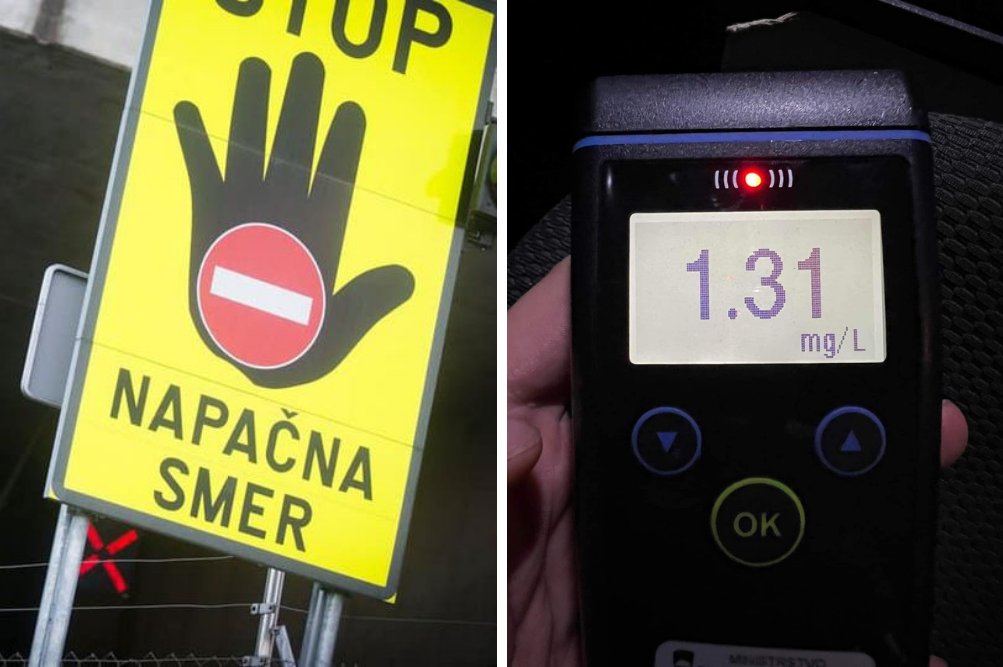 STOP
NAPAČNA
SMER
1.31
mg/L
OK